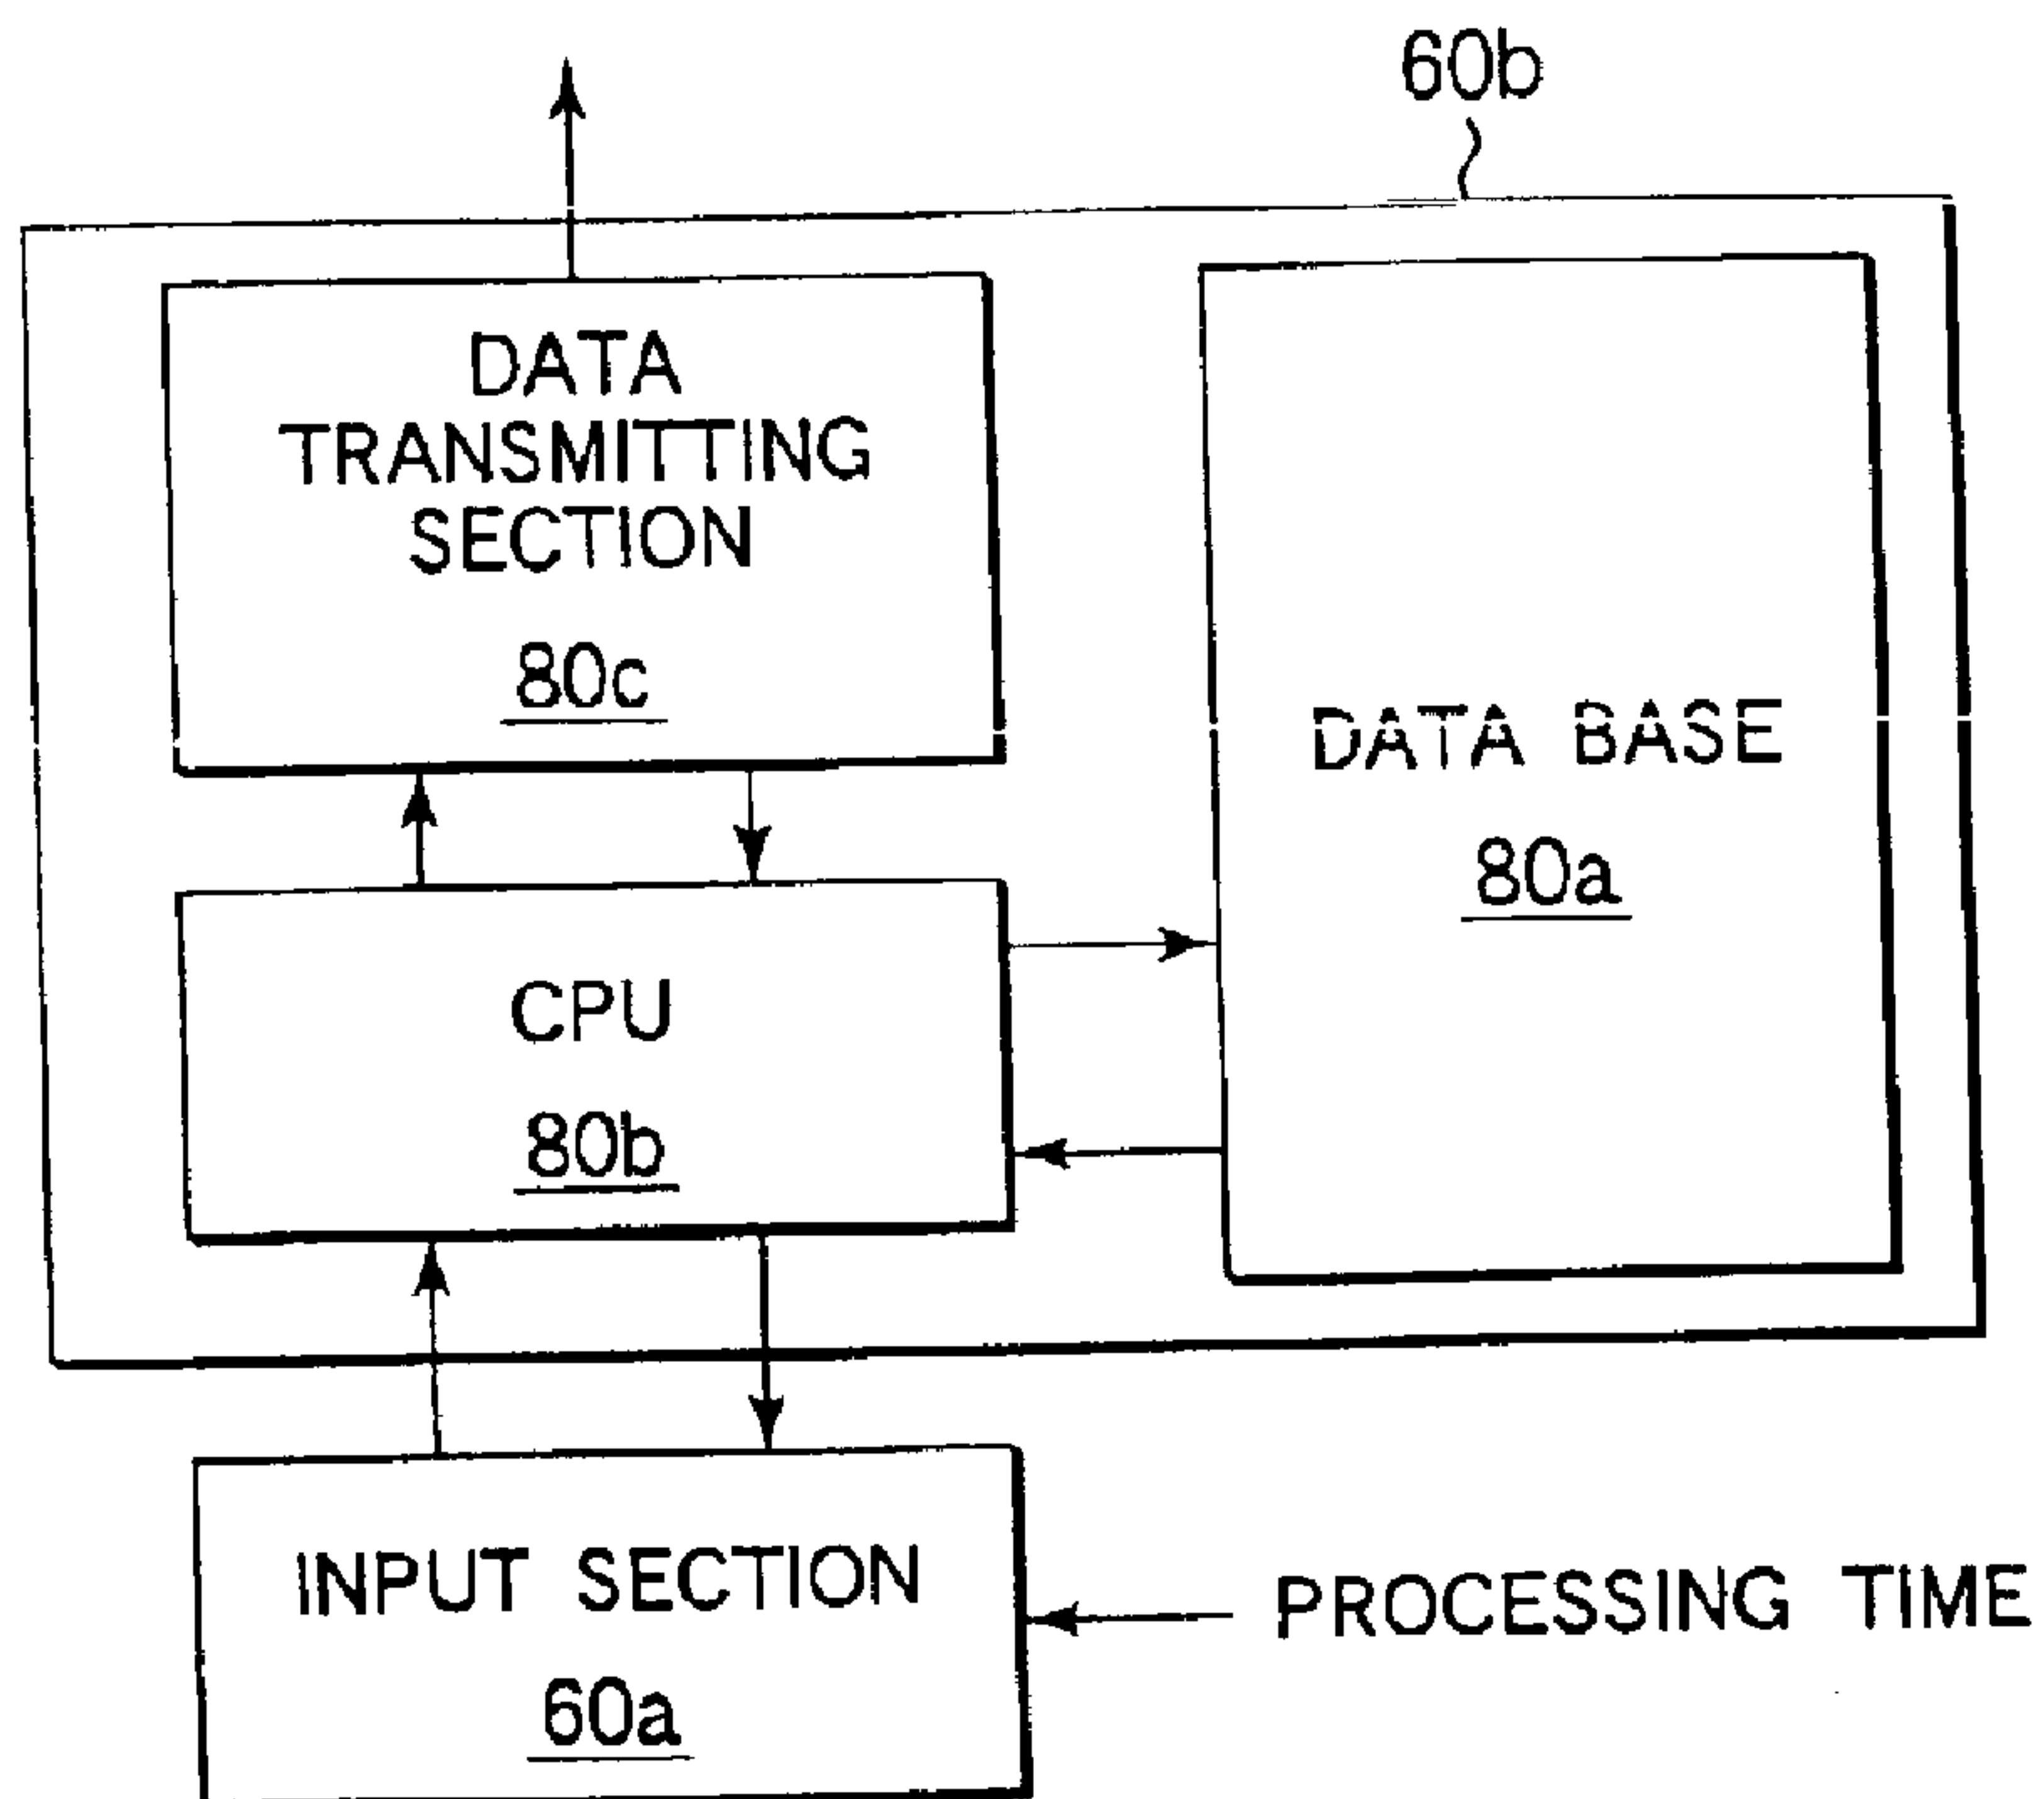 60b
DATA
TRANSMITTING
SECTION
80c
DATA BASE
80a
CPU
80b
INPUT SECTION
60a
PROCESSING TIME